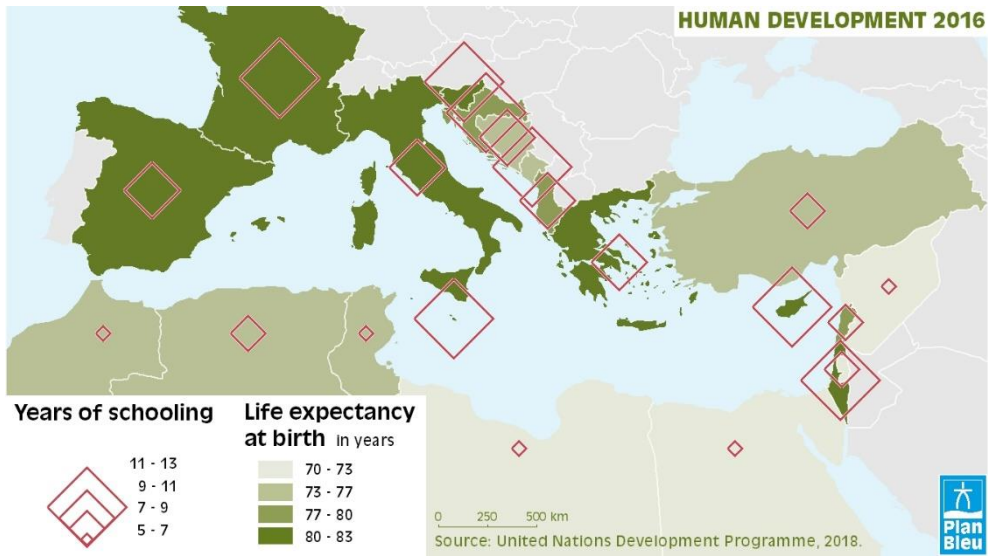 HUMAN DEVELOPMENT 2016
Years of schooling
11 - 13
9 - 11
7 - 9
5 - 7
Life expectancy
at birth in years
70 - 73
73 - 77
77 - 80
80 - 83
0 250 500 km
Source: United Nations Development Programme, 2018.
Plan
Bleu